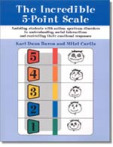 The Incredible
5-Point Scale
Assisting students with autism spectrum disorders
in understanding social interactions
and controlling their emotional responses
Kari Dunn Buron and Mitzi Curtis
5
4
3
2
1